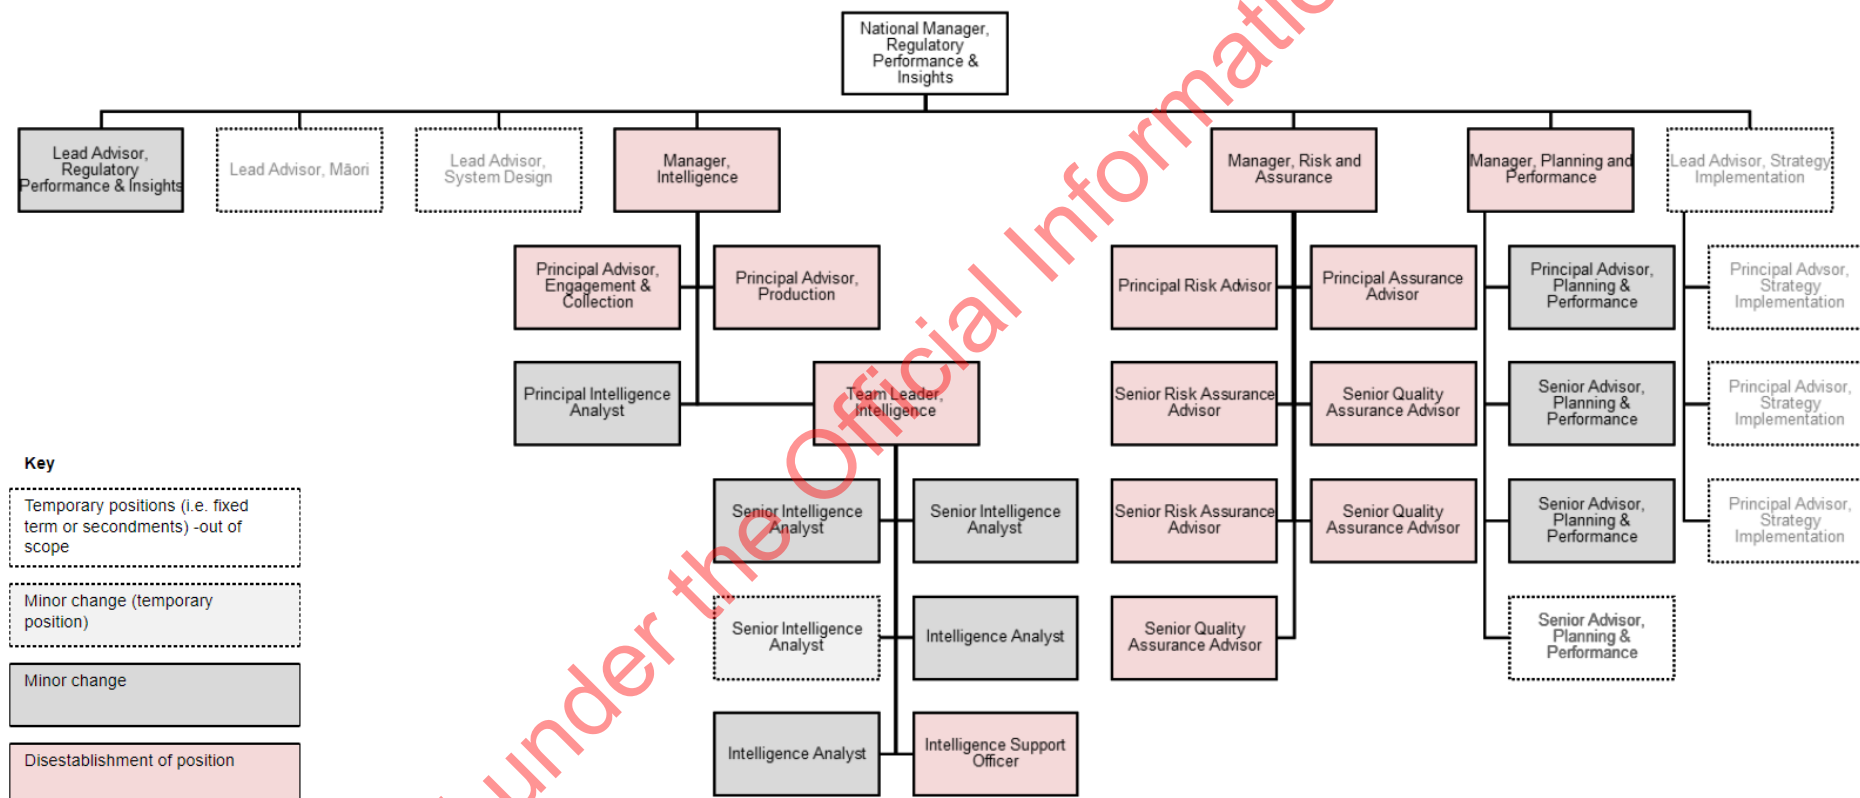 National Manager,
Regulatory
Performance &
Insights
Lead Advisor,
Regulatory
Performance & Insights
Lead Advisor, Māori
Lead Advisor,
System Design
Manager,
Intelligence
Manager, Risk and
Assurance
Manager, Planning and
Performance
Lead Advisor, Strategy
Implementation
Principal Advisor,
Engagement &
Collection
Principal Advisor,
Production
Principal Risk Advisor
Principal Assurance
Advisor
Principal Advisor,
Planning &
Performance
Principal Advsor,
Strategy
Implementation
Principal Intelligence
Analyst
Team Leader,
Intelligence
Senior Risk Assurance
Advisor
Senior Quality
Assurance Advisor
Senior Advisor,
Planning &
Performance
Principal Advisor,
Strategy
Implementation
Senior Intelligence
Analyst
Senior Intelligence
Analyst
Senior Risk Assurance
Advisor
Senior Quality
Assurance Advisor
Senior Advisor,
Planning &
Performance
Principal Advisor,
Strategy
Implementation
Senior Intelligence
Analyst
Intelligence Analyst
Senior Quality
Assurance Advisor
Senior Advisor,
Planning &
Performance
Intelligence Analyst
Intelligence Support
Officer
Key
Temporary positions (i.e. fixed
term or secondments) -out of
scope
Minor change (temporary
position)
Minor change
Disestablishment of position
under the Official Informatio